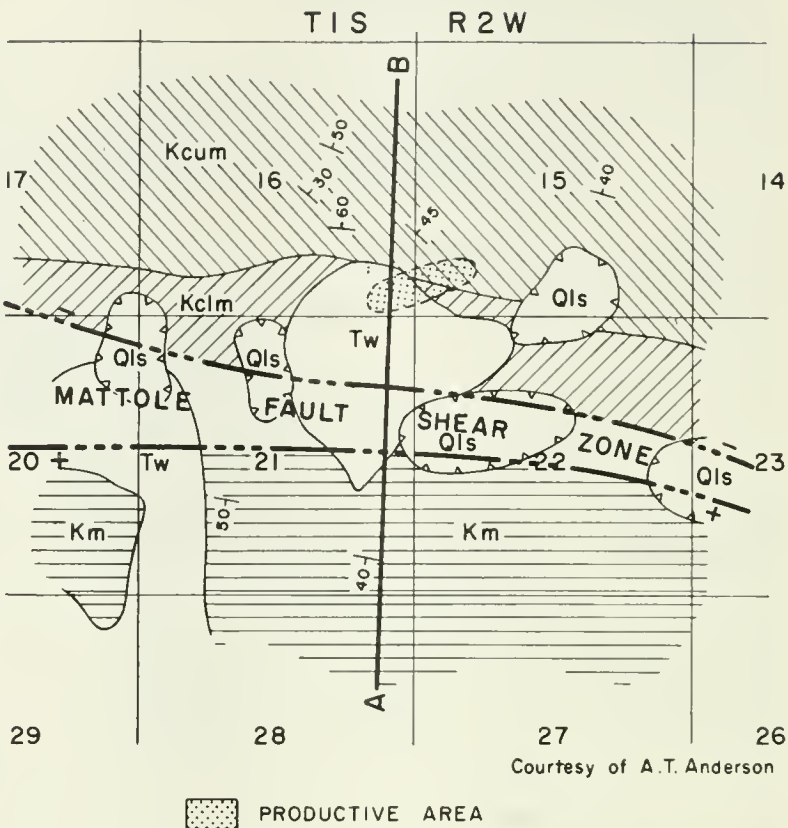 T1S R2W
B
50
Kcum
17 16 30 15 40 14
60 45
Qls
Kclm
Tw
Qls Qls
MATTOLE FAULT SHEAR ZONE
Qls
20 + Tw 21 22 Qls 23
+
50
Km Km
40
A
29 28 27 26
Courtesy of A.T. Anderson
PRODUCTIVE AREA